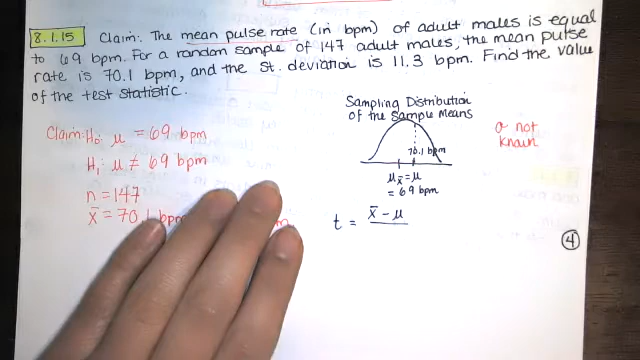 8.1.15 Claim: The mean pulse rate (in bpm) of adult males is equal
to 69 bpm. For a random sample of 147 adult males, the mean pulse
rate is 70.1 bpm, and the St. deviation is 11.3 bpm. Find the value
of the test statistic.
Sampling Distribution
of the Sample Means
σ not
known
Claim: H₀: μ = 69 bpm
H₁: μ ≠ 69 bpm
n = 147
x̄ = 70.1 bpm
70.1 bpm
μx̄ = μ
= 69 bpm
t = x̄ - μ
4